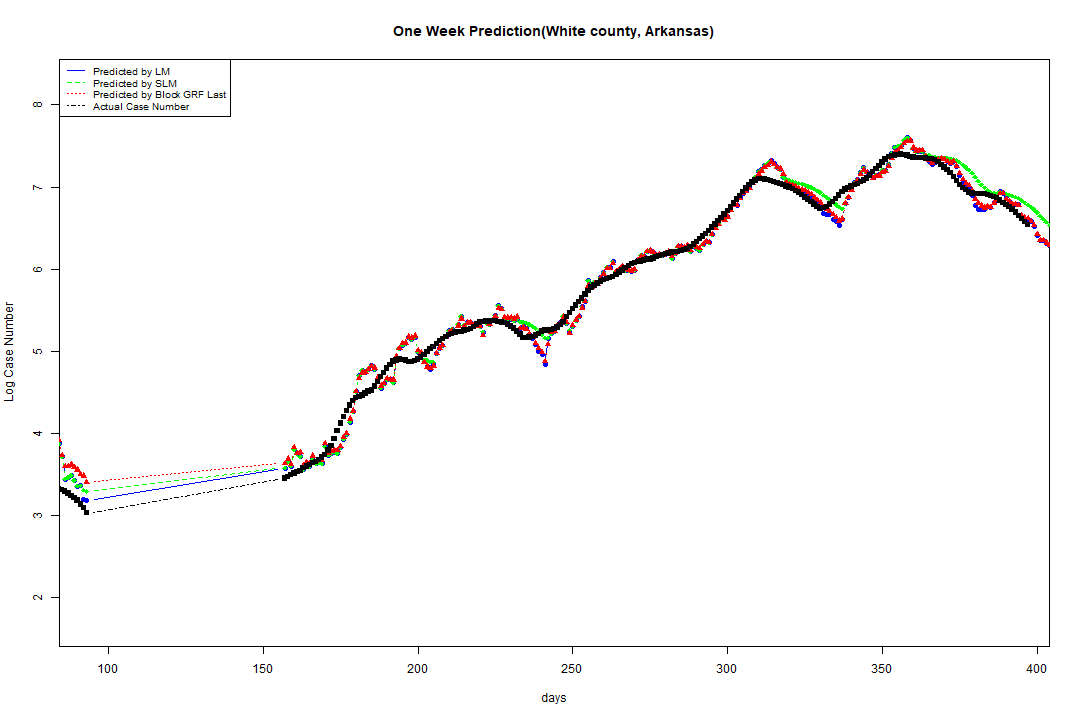 One Week Prediction(White county, Arkansas)
Predicted by LM
Predicted by SLM
Predicted by Block GRF Last
Actual Case Number
8
7
6
5
4
3
2
Log Case Number
100 150 200 250 300 350 400
days